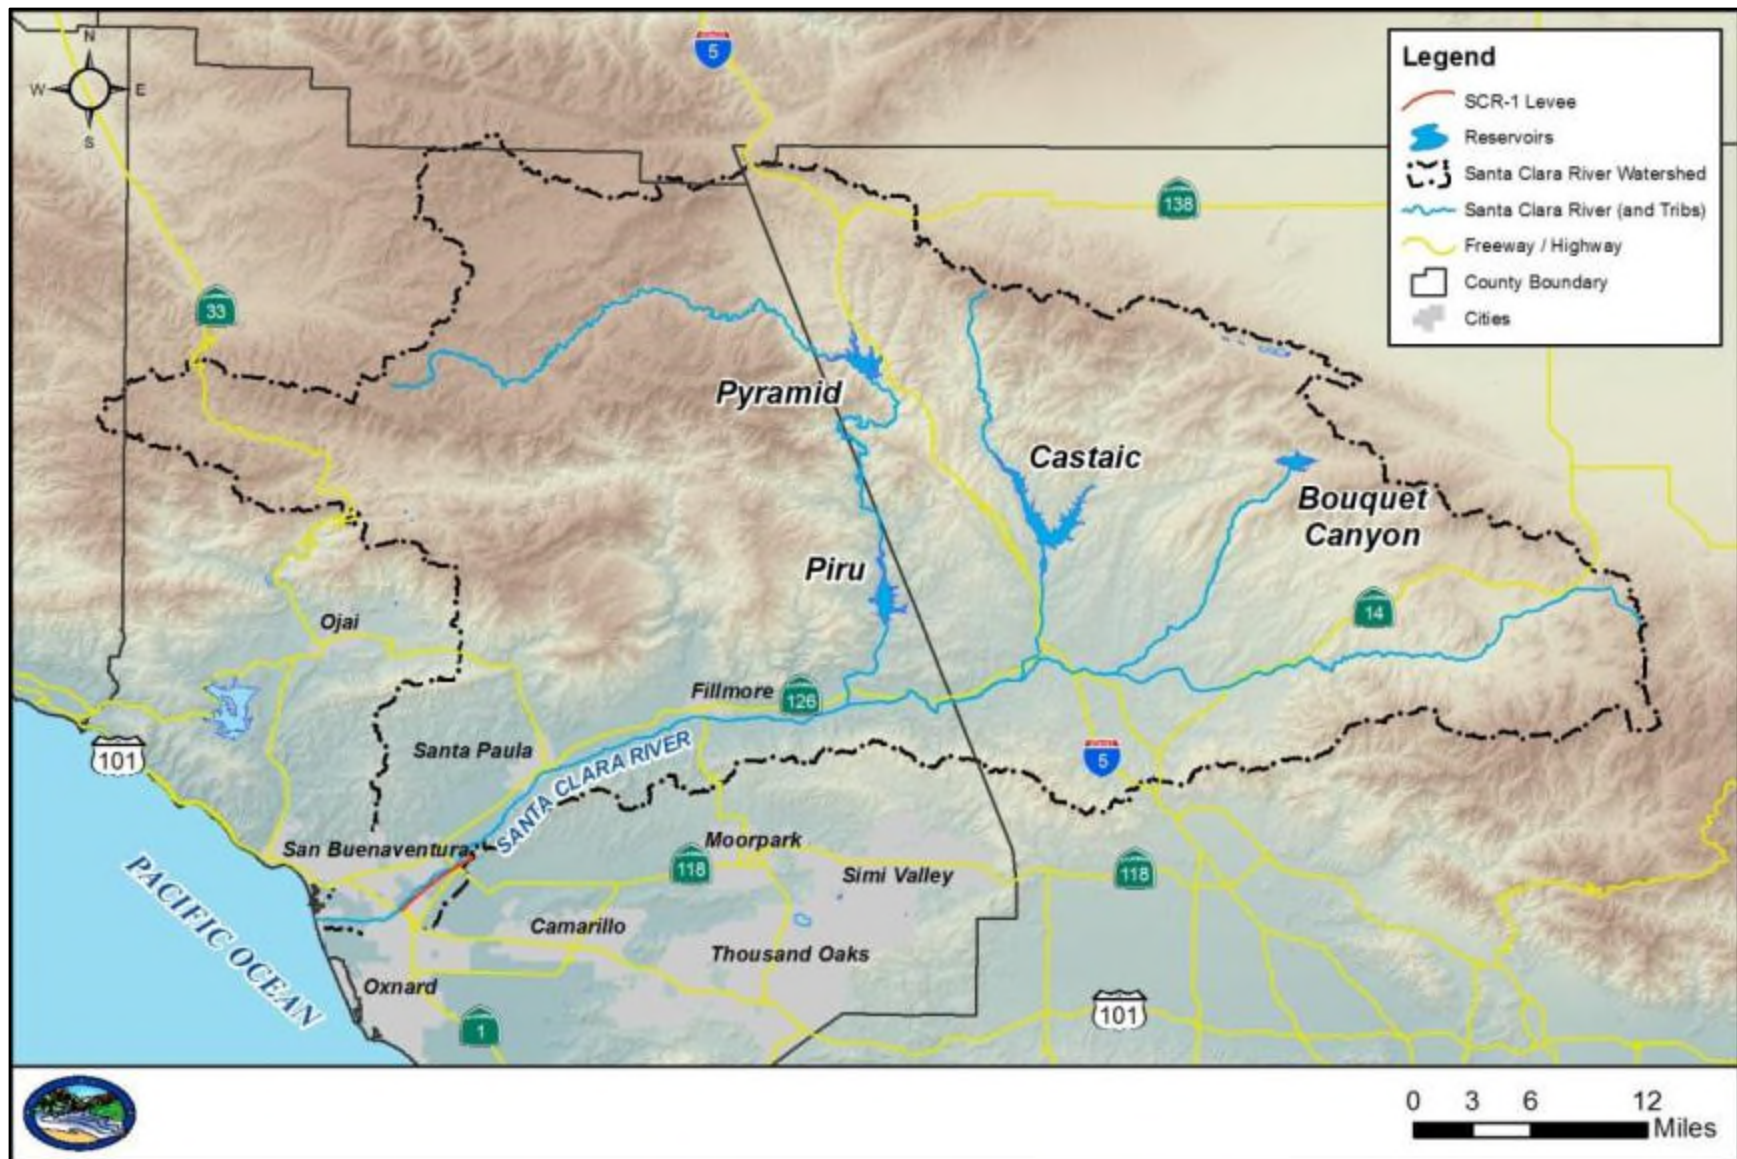 N
W E
S
5
Legend
SCR-1 Levee
Reservoirs
Santa Clara River Watershed
Santa Clara River (and Tribs)
Freeway / Highway
County Boundary
Cities
138
33
Pyramid
Castaic
Bouquet
Canyon
Piru
14
Ojai
Fillmore
126
Santa Paula
SANTA CLARA RIVER
101
5
San Buenaventura
Moorpark
118
Simi Valley
118
PACIFIC OCEAN
Camarillo
Thousand Oaks
Oxnard
1
101
0 3 6 12
Miles